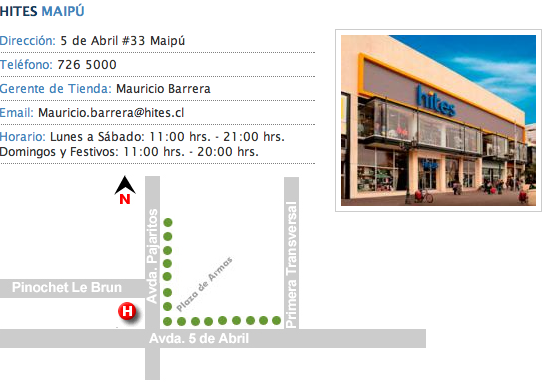 HITES MAIPÚ
Dirección: 5 de Abril #33 Maipú
Teléfono: 726 5000
Gerente de Tienda: Mauricio Barrera
Email: Mauricio.barrera@hites.cl
Horario: Lunes a Sábado: 11:00 hrs. - 21:00 hrs.
Domingos y Festivos: 11:00 hrs. - 20:00 hrs.
hites
hites
N
Avda. Pajaritos
Primera Transversal
Plaza de Armas
Pinochet Le Brun
H
Avda. 5 de Abril